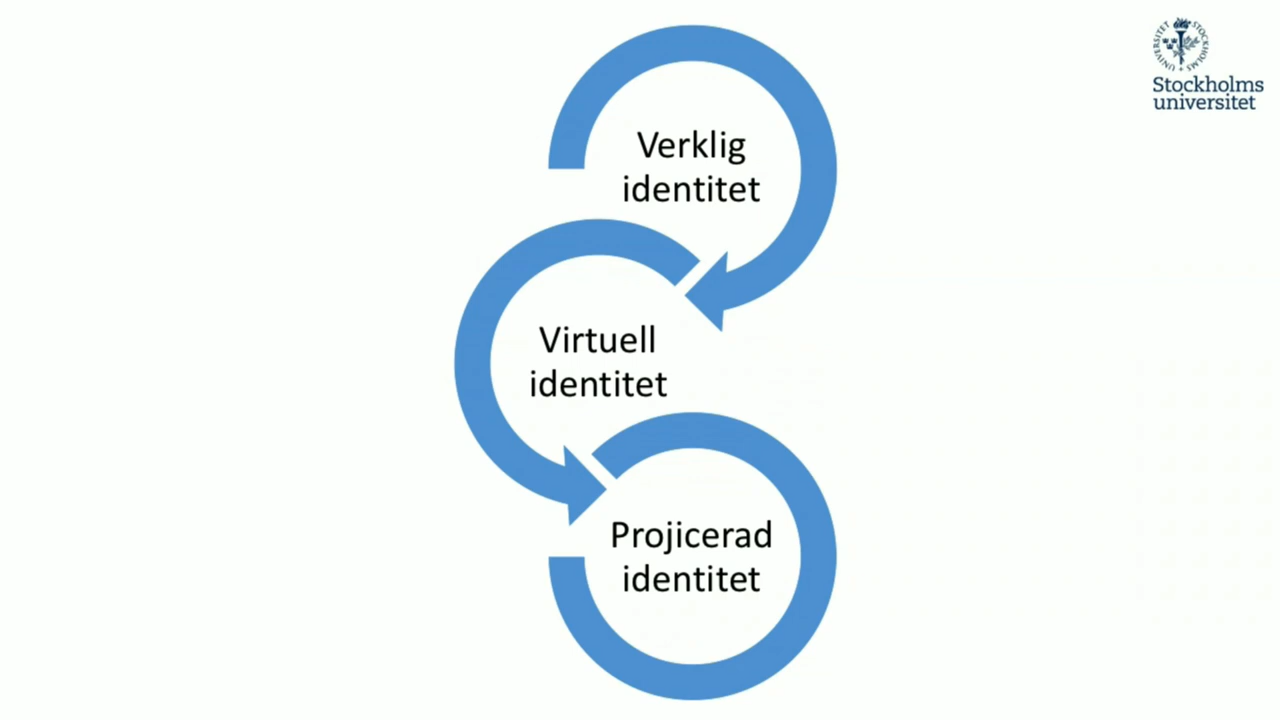 Verklig
identitet
Virtuell
identitet
Projicerad
identitet
Stockholms
universitet